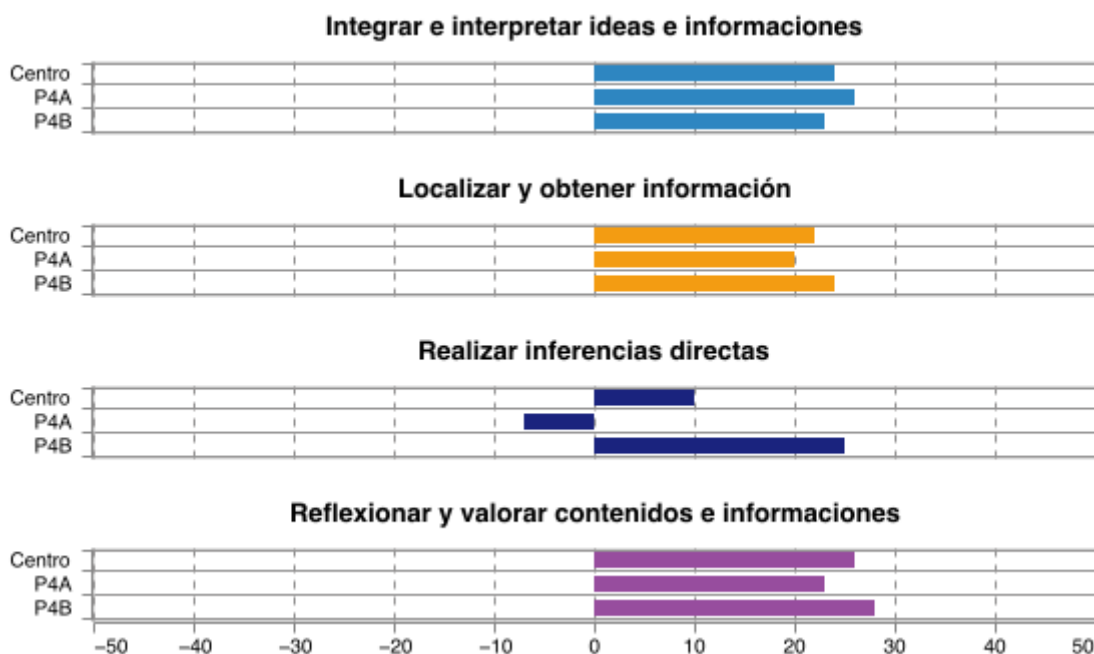 Integrar e interpretar ideas e informaciones
Centro
P4A
P4B
Localizar y obtener información
Centro
P4A
P4B
Realizar inferencias directas
Centro
P4A
P4B
Reflexionar y valorar contenidos e informaciones
Centro
P4A
P4B
−50 −40 −30 −20 −10 0 10 20 30 40 50